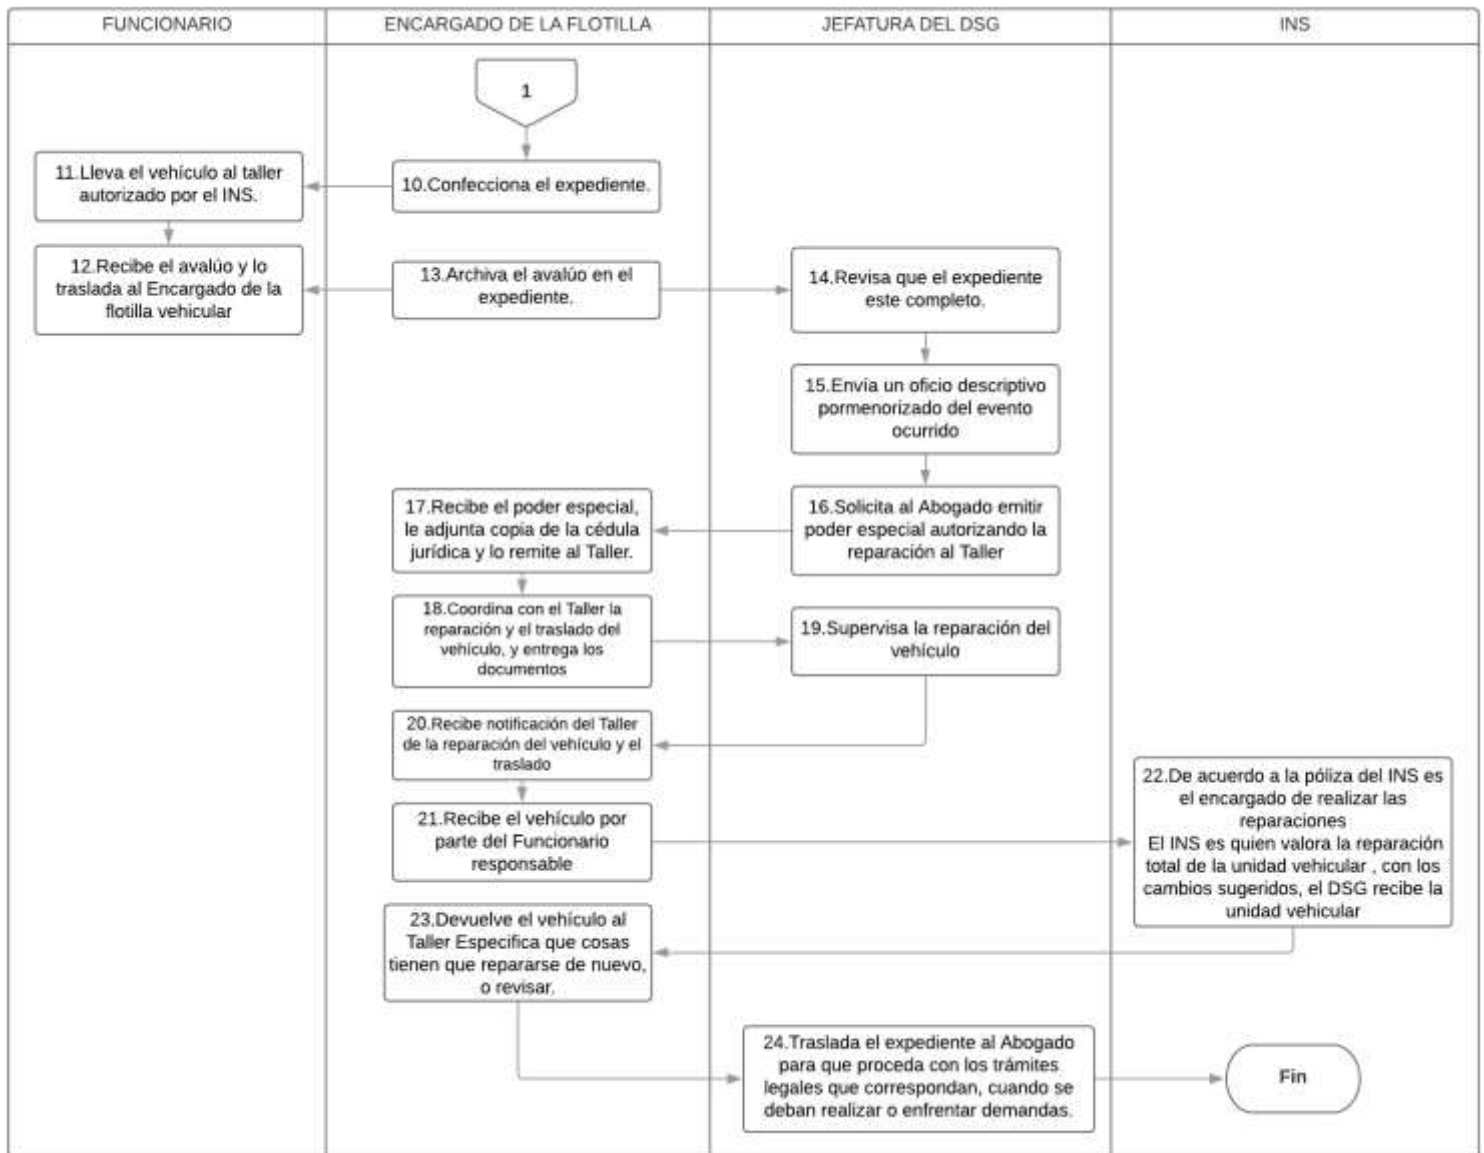 FUNCIONARIO
ENCARGADO DE LA FLOTILLA
JEFATURA DEL DSG
INS
1
10.Confecciona el expediente.
11.Lleva el vehículo al taller
autorizado por el INS.
12.Recibe el avalúo y lo
traslada al Encargado de la
flotilla vehicular
13.Archiva el avalúo en el
expediente.
14.Revisa que el expediente
este completo.
15.Envía un oficio descriptivo
pormenorizado del evento
ocurrido
16.Solicita al Abogado emitir
poder especial autorizando la
reparación al Taller
17.Recibe el poder especial,
le adjunta copia de la cédula
jurídica y lo remite al Taller.
18.Coordina con el Taller la
reparación y el traslado del
vehículo, y entrega los
documentos
19.Supervisa la reparación del
vehículo
20.Recibe notificación del Taller
de la reparación del vehículo y el
traslado
21.Recibe el vehículo por
parte del Funcionario
responsable
22.De acuerdo a la póliza del INS es
el encargado de realizar las
reparaciones
El INS es quien valora la reparación
total de la unidad vehicular , con los
cambios sugeridos, el DSG recibe la
unidad vehicular
23.Devuelve el vehículo al
Taller Especifica que cosas
tienen que repararse de nuevo,
o revisar.
24.Traslada el expediente al Abogado
para que proceda con los trámites
legales que correspondan, cuando se
deban realizar o enfrentar demandas.
Fin